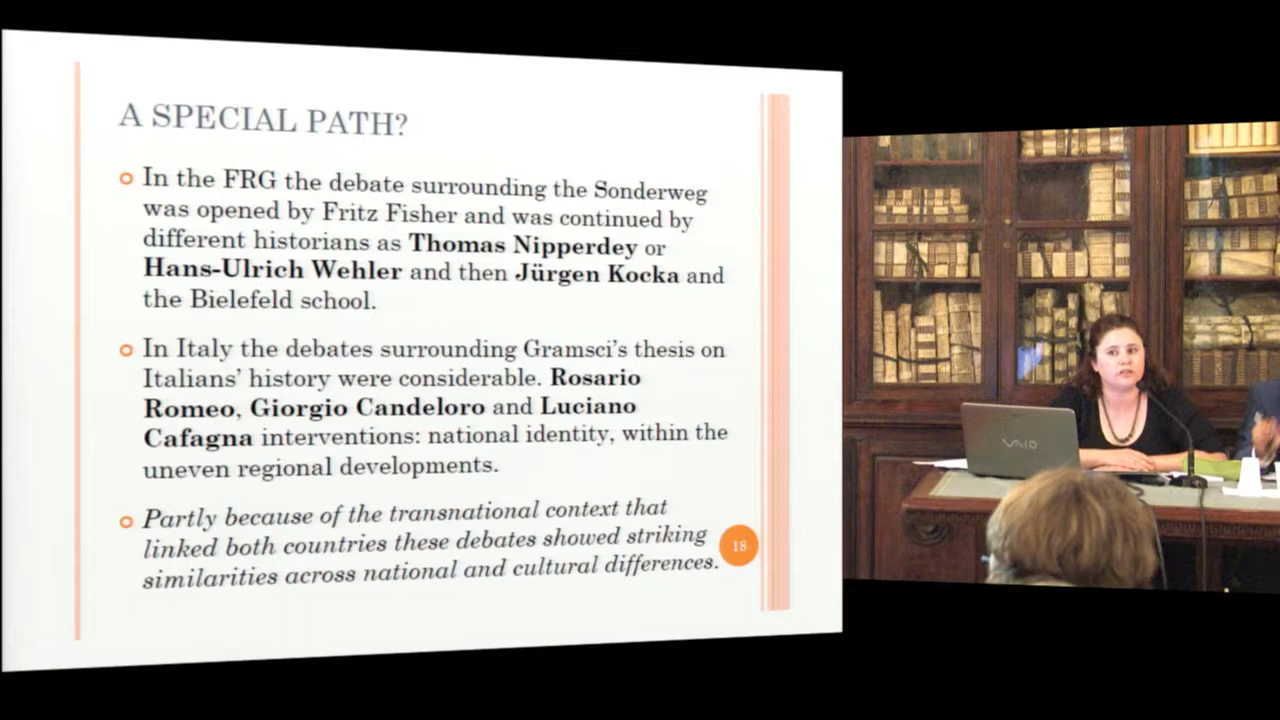 A SPECIAL PATH?
In the FRG the debate surrounding the Sonderweg
was opened by Fritz Fisher and was continued by
different historians as Thomas Nipperdey or
Hans-Ulrich Wehler and then Jürgen Kocka and
the Bielefeld school.
In Italy the debates surrounding Gramsci's thesis on
Italians' history were considerable. Rosario
Romeo, Giorgio Candeloro and Luciano
Cafagna interventions: national identity, within the
uneven regional developments.
Partly because of the transnational context that
linked both countries these debates showed striking
similarities across national and cultural differences.
18
VAIO